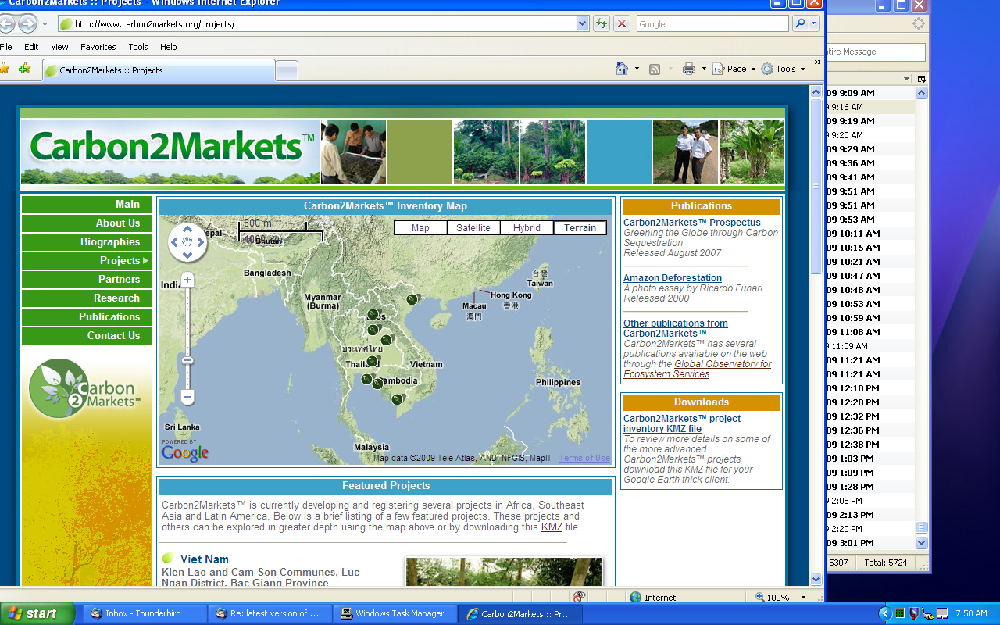 Carbon2Markets :: Projects - Windows Internet Explorer
http://www.carbon2markets.org/projects/
Google
File Edit View Favorites Tools Help
Carbon2Markets :: Projects
Page Tools
Carbon2Markets™
Main
About Us
Biographies
Projects
Partners
Research
Publications
Contact Us
Carbon 2 Markets™
Carbon2Markets™ Inventory Map
500 mi
Map Satellite Hybrid Terrain
Bhutan
Bangladesh
India
Myanmar
(Burma)
台灣
Taiwan
Hong Kong
香港
Macau
澳門
ประเทศไทย
Vietnam
Philippines
Sri Lanka
Malaysia
POWERED BY
Google
Map data ©2009 Tele Atlas, AND, NFGIS, MapIT - Terms of Use
Featured Projects
Carbon2Markets™ is currently developing and registering several projects in Africa, Southeast
Asia and Latin America. Below is a brief listing of a few featured projects. These projects and
others can be explored in greater depth using the map above or by downloading this KMZ file.
Viet Nam
Kien Lao and Cam Son Communes, Luc
Ngan District, Bac Giang Province
Publications
Carbon2Markets™ Prospectus
Greening the Globe through Carbon
Sequestration
Released August 2007
Amazon Deforestation
A photo essay by Ricardo Funari
Released 2000
Other publications from
Carbon2Markets™
Carbon2Markets™ has several
publications available on the web
through the Global Observatory for
Ecosystem Services.
Downloads
Carbon2Markets™ project
inventory KMZ file
To review more details on some of
the more advanced
Carbon2Markets™ projects
download this KMZ file for your
Google Earth thick client.
tire Message
09 9:09 AM
9 9:16 AM
09 9:19 AM
9 9:20 AM
09 9:29 AM
09 9:36 AM
09 9:41 AM
09 9:51 AM
09 9:51 AM
09 9:53 AM
09 10:11 AM
09 10:15 AM
09 10:21 AM
09 10:47 AM
09 10:48 AM
09 10:53 AM
09 10:59 AM
09 11:08 AM
9 11:09 AM
09 11:21 AM
09 11:21 AM
09 12:18 PM
09 12:28 PM
09 12:32 PM
09 12:36 PM
09 12:38 PM
09 1:03 PM
09 1:09 PM
09 1:28 PM
9 2:05 PM
09 2:13 PM
9 2:20 PM
09 3:01 PM
5307 Total: 5724
Internet 100%
start Inbox - Thunderbird Re: latest version of ... Windows Task Manager Carbon2Markets :: Pr... 7:50 AM